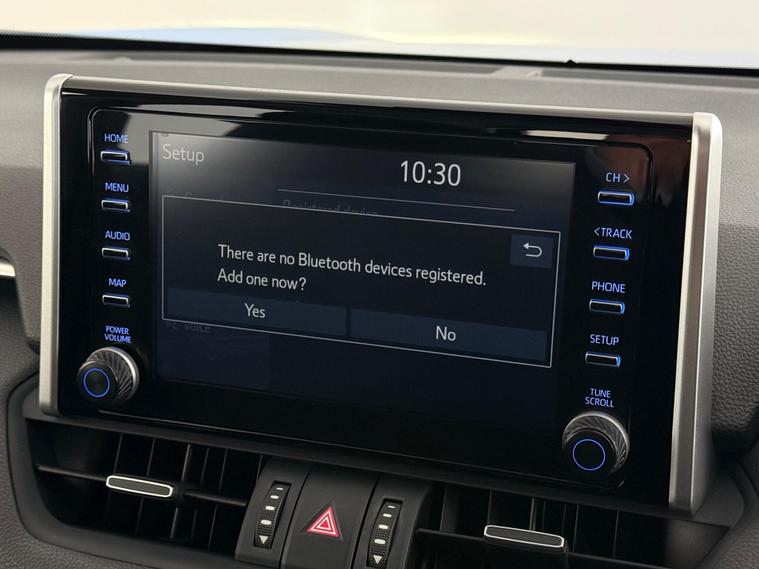 HOME
MENU
AUDIO
MAP
POWER
VOLUME
Setup
10:30
There are no Bluetooth devices registered.
Add one now?
Yes
No
Voice
CH >
<TRACK
PHONE
SETUP
TUNE
SCROLL